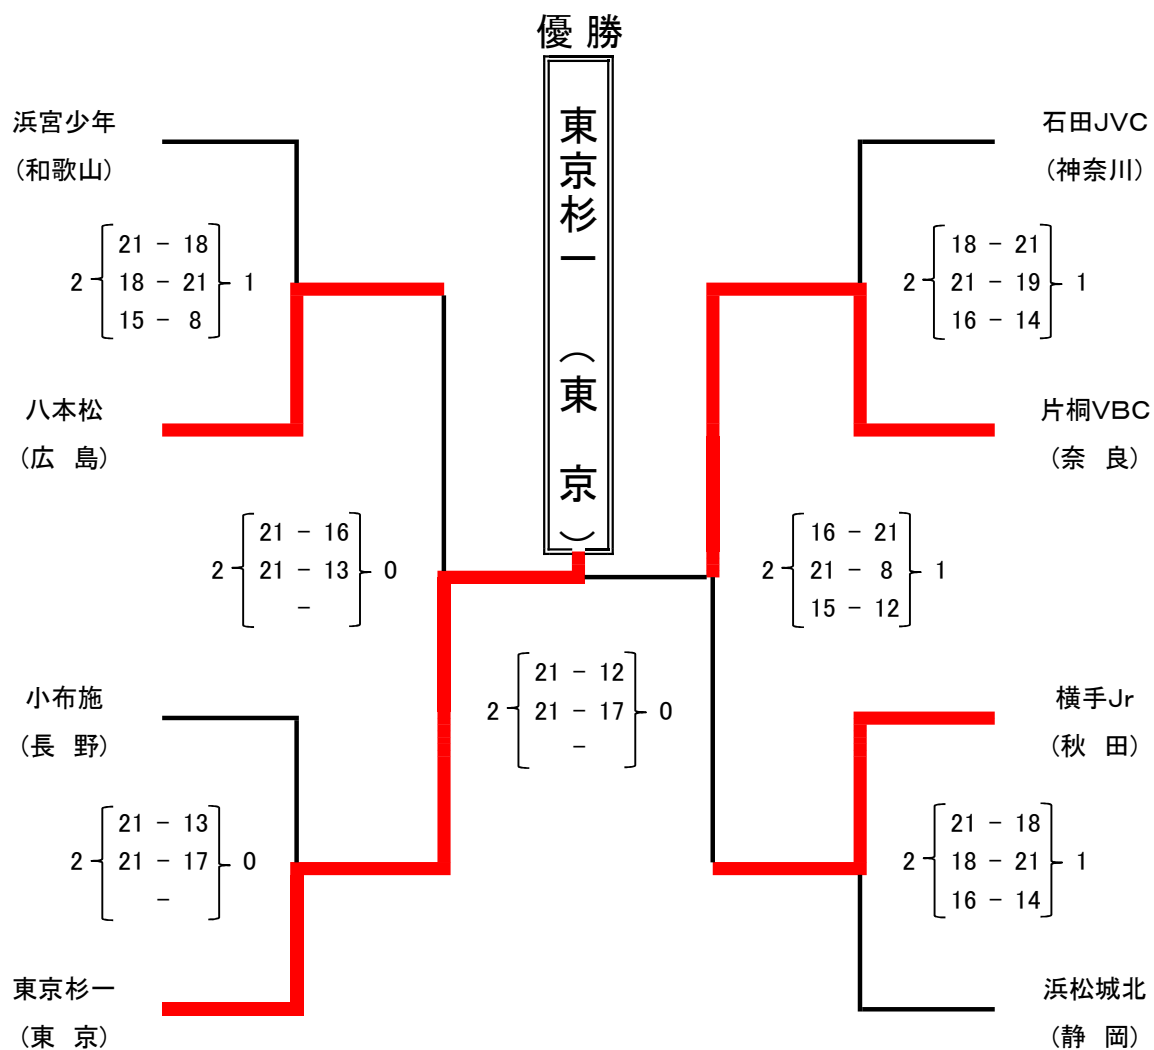 優 勝
東京杉一 （東 京）
浜宮少年
（和歌山）
2 21 － 18 1
18 － 21
15 － 8
八本松
（広 島）
2 21 － 16 0
21 － 13
－
小布施
（長 野）
2 21 － 13 0
21 － 17
－
東京杉一
（東 京）
2 21 － 12 0
21 － 17
－
石田JVC
（神奈川）
2 18 － 21 1
21 － 19
16 － 14
片桐VBC
（奈 良）
2 16 － 21 1
21 － 8
15 － 12
横手Jr
（秋 田）
2 21 － 18 1
18 － 21
16 － 14
浜松城北
（静 岡）